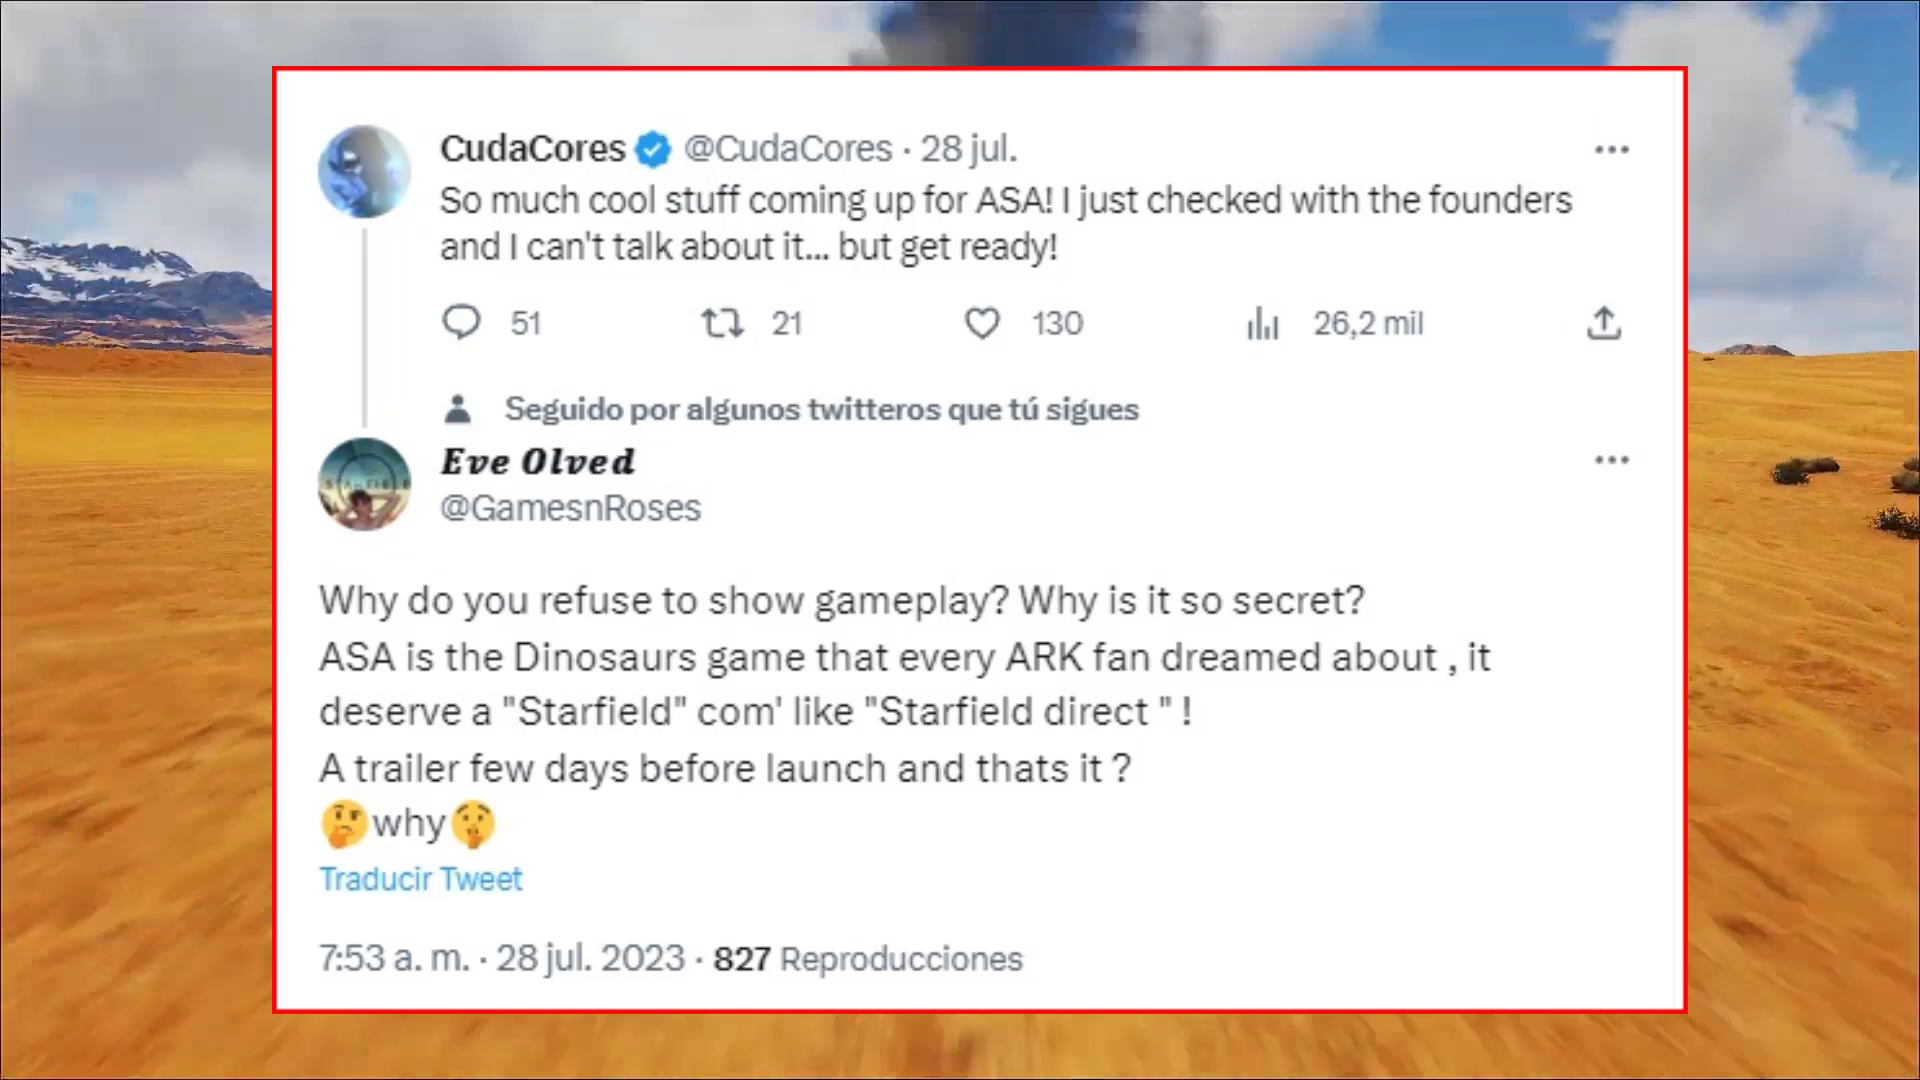 CudaCores @CudaCores · 28 jul.
So much cool stuff coming up for ASA! I just checked with the founders
and I can't talk about it... but get ready!
51 21 130 26,2 mil
Seguido por algunos twitteros que tú sigues
Eve Olved
@GamesnRoses
Why do you refuse to show gameplay? Why is it so secret?
ASA is the Dinosaurs game that every ARK fan dreamed about , it
deserve a "Starfield" com' like "Starfield direct " !
A trailer few days before launch and thats it ?
🤔why🤫
Traducir Tweet
7:53 a. m. · 28 jul. 2023 · 827 Reproducciones